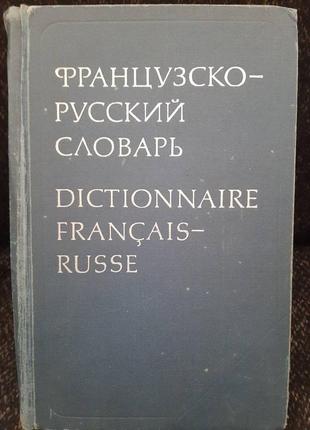 ФРАНЦУЗСКО–
РУССКИЙ
СЛОВАРЬ
DICTIONNAIRE
FRANÇAIS–
RUSSE